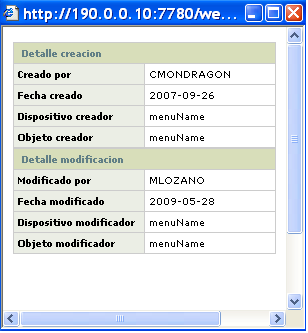 http://190.0.0.10:7780/we...
Detalle creacion
Creado por CMONDRAGON
Fecha creado 2007-09-26
Dispositivo creador menuName
Objeto creador menuName
Detalle modificacion
Modificado por MLOZANO
Fecha modificado 2009-05-28
Dispositivo modificador menuName
Objeto modificador menuName